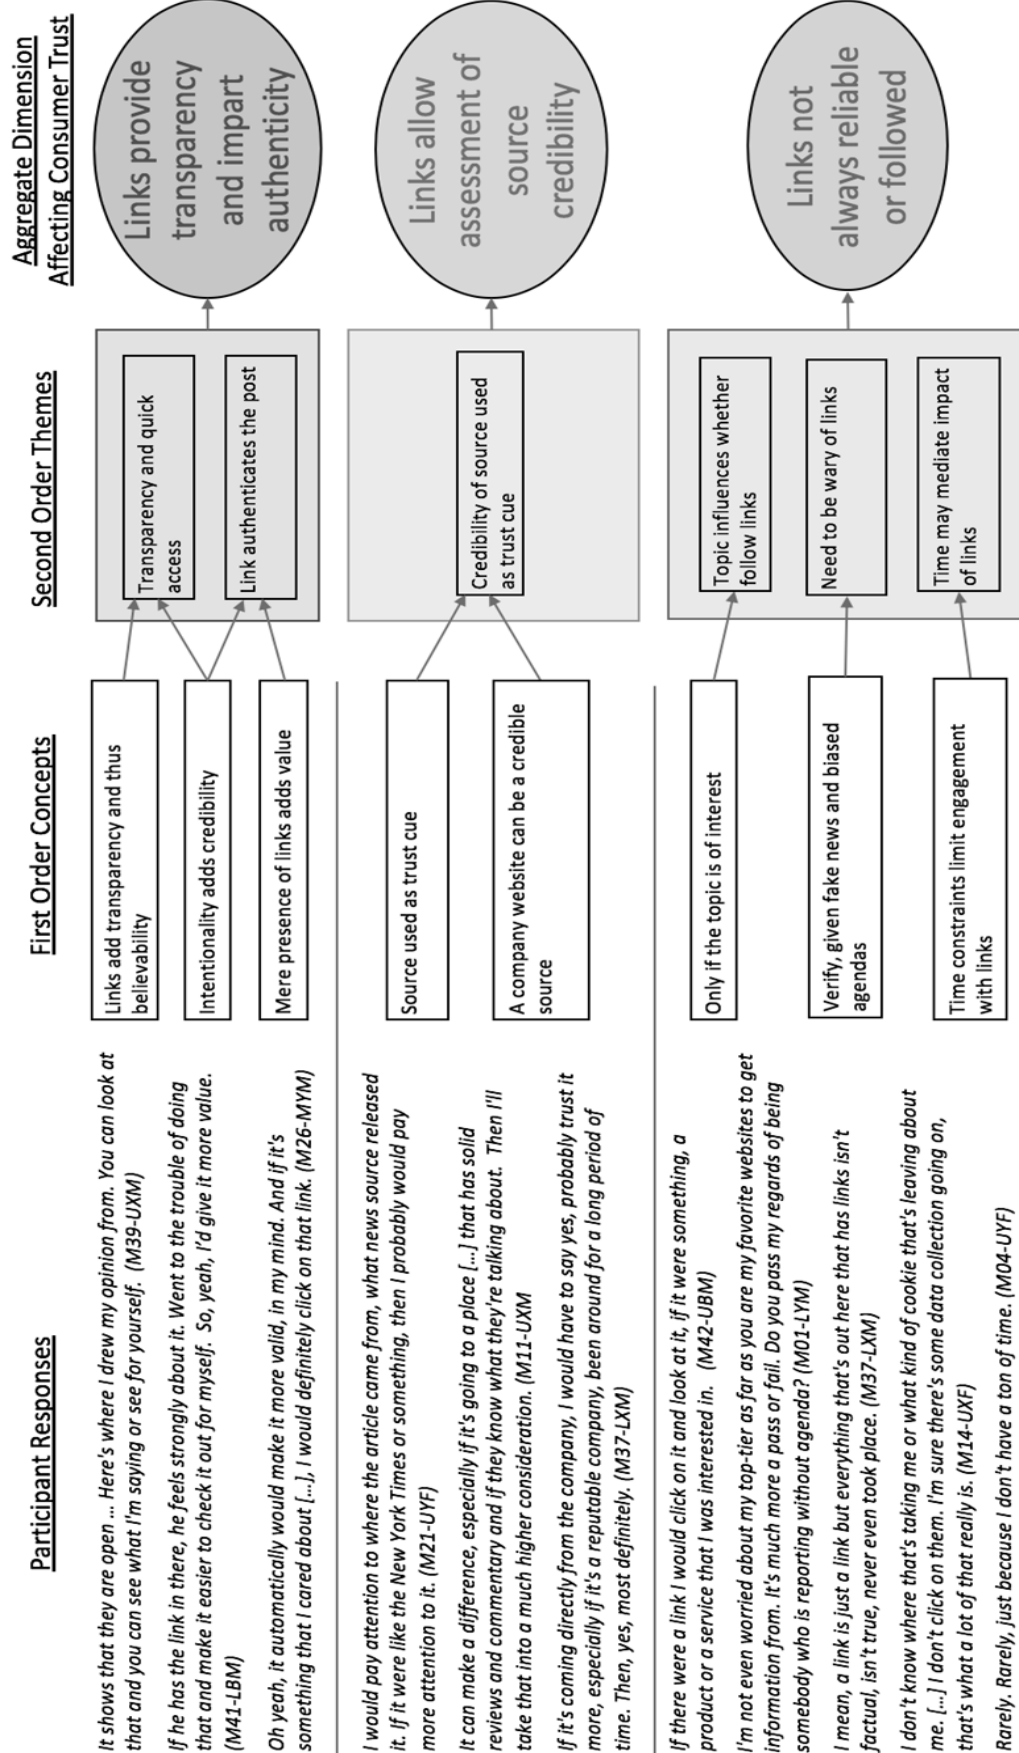 Participant Responses
It shows that they are open ... Here's where I drew my opinion from. You can look at
that and you can see what I'm saying or see for yourself. (M39-UXM)
If he has the link in there, he feels strongly about it. Went to the trouble of doing
that and make it easier to check it out for myself. So, yeah, I'd give it more value.
(M41-LBM)
Oh yeah, it automatically would make it more valid, in my mind. And if it's
something that I cared about [...], I would definitely click on that link. (M26-MYM)
I would pay attention to where the article came from, what news source released
it. If it were like the New York Times or something, then I probably would pay
more attention to it. (M21-UYF)
It can make a difference, especially if it's going to a place [...] that has solid
reviews and commentary and if they know what they're talking about. Then I'll
take that into a much higher consideration. (M11-UXM
If it's coming directly from the company, I would have to say yes, probably trust it
more, especially if it's a reputable company, been around for a long period of
time. Then, yes, most definitely. (M37-LXM)
If there were a link I would click on it and look at it, if it were something, a
product or a service that I was interested in. (M42-UBM)
I'm not even worried about my top-tier as far as you are my favorite websites to get
information from. It's much more a pass or fail. Do you pass my regards of being
somebody who is reporting without agenda? (M01-LYM)
I mean, a link is just a link but everything that's out here that has links isn't
factual, isn't true, never even took place. (M37-LXM)
I don't know where that's taking me or what kind of cookie that's leaving about
me. [...] I don't click on them. I'm sure there's some data collection going on,
that's what a lot of that really is. (M14-UXF)
Rarely. Rarely, just because I don't have a ton of time. (M04-UYF)
First Order Concepts
Links add transparency and thus
believability
Intentionality adds credibility
Mere presence of links adds value
Source used as trust cue
A company website can be a credible
source
Only if the topic is of interest
Verify, given fake news and biased
agendas
Time constraints limit engagement
with links
Second Order Themes
Transparency and quick
access
Link authenticates the post
Credibility of source used
as trust cue
Topic influences whether
follow links
Need to be wary of links
Time may mediate impact
of links
Aggregate Dimension
Affecting Consumer Trust
Links provide
transparency
and impart
authenticity
Links allow
assessment of
source
credibility
Links not
always reliable
or followed